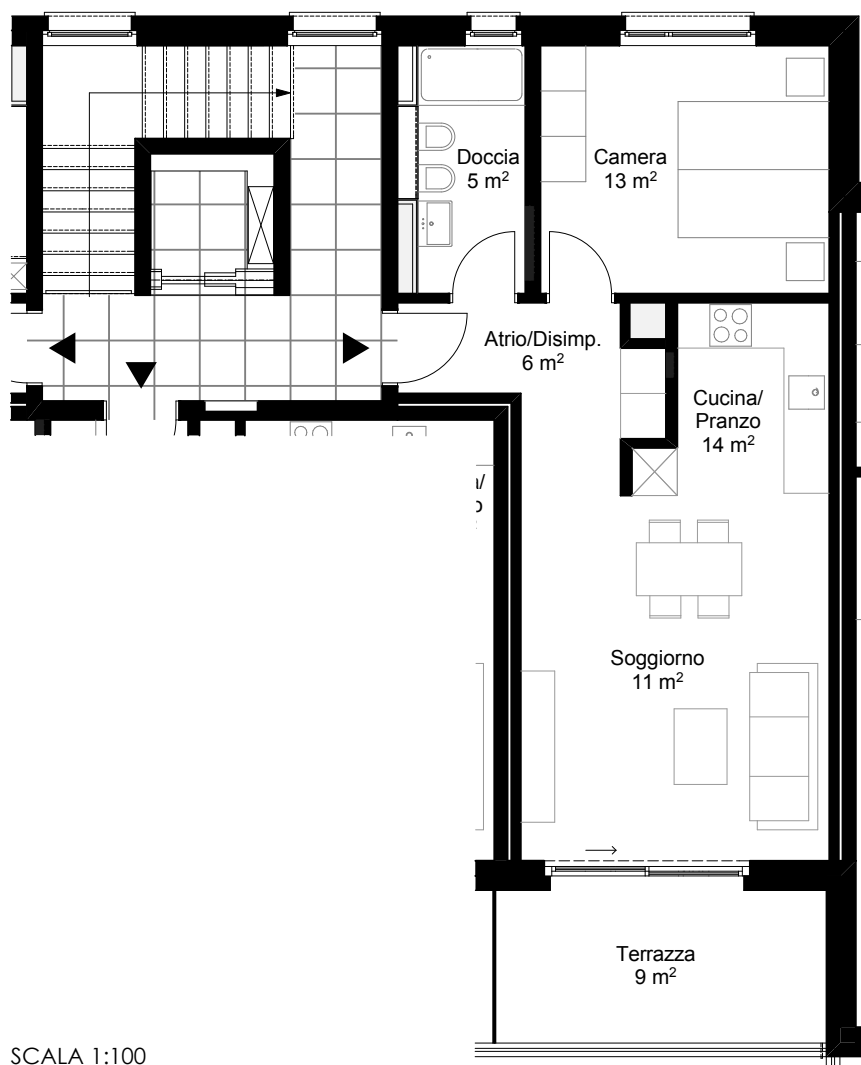 Doccia
5 m²
Camera
13 m²
Atrio/Disimp.
6 m²
Cucina/
Pranzo
14 m²
Soggiorno
11 m²
Terrazza
9 m²
SCALA 1:100